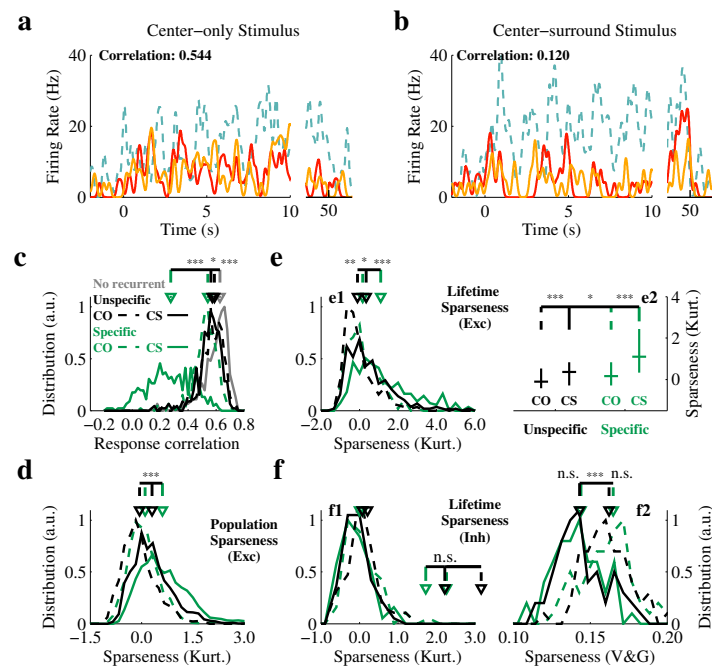 a
Center-only Stimulus
Correlation: 0.544
Firing Rate (Hz)
40
20
0
0
5
10
50
Time (s)
b
Center-surround Stimulus
Correlation: 0.120
Firing Rate (Hz)
40
20
0
0
5
10
50
Time (s)
c
*** * ***
No recurrent
Unspecific
CO CS
Specific
CO CS
Distribution (a.u.)
1
0.5
0
−0.2 0.0 0.2 0.4 0.6 0.8
Response correlation
e
** * ***
e1
Lifetime
Sparseness
(Exc)
Distribution (a.u.)
1
0.5
0
−2.0 0.0 2.0 4.0 6.0
Sparseness (Kurt.)
e2
*** * ***
4
2
0
Sparseness (Kurt.)
CO CS CO CS
Unspecific Specific
d
***
Population
Sparseness
(Exc)
Distribution (a.u.)
1
0.5
0
−1.5 0.0 1.5 3.0
Sparseness (Kurt.)
f
f1
Lifetime
Sparseness
(Inh)
n.s.
Distribution (a.u.)
1
0.5
0
−1.0 0.0 1.0 2.0 3.0
Sparseness (Kurt.)
n.s. *** n.s.
f2
1
0.5
0
Distribution (a.u.)
0.10 0.15 0.20
Sparseness (V&G)